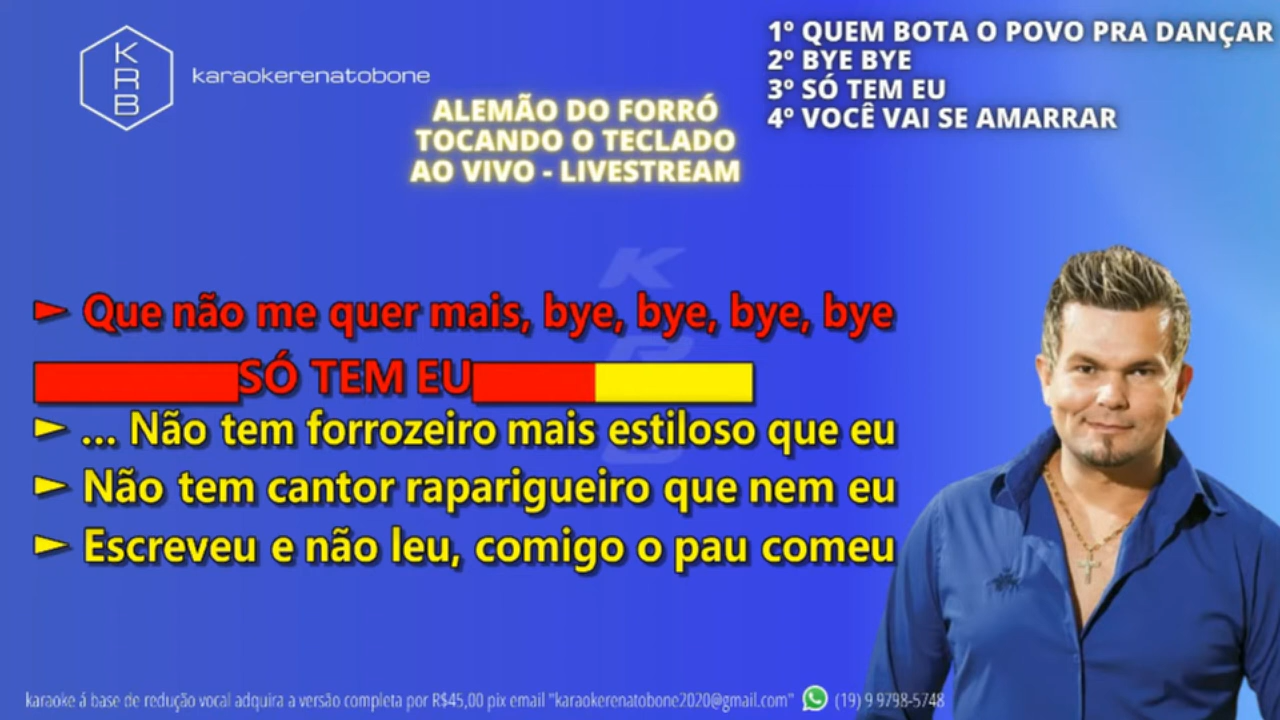 KRB
karaokerenatobone
ALEMÃO DO FORRÓ
TOCANDO O TECLADO
AO VIVO - LIVESTREAM
1º QUEM BOTA O POVO PRA DANÇAR
2º BYE BYE
3º SÓ TEM EU
4º VOCÊ VAI SE AMARRAR
► Que não me quer mais, bye, bye, bye, bye
SÓ TEM EU
► ... Não tem forrozeiro mais estiloso que eu
► Não tem cantor raparigueiro que nem eu
► Escreveu e não leu, comigo o pau comeu
karaoke á base de redução vocal adquira a versão completa por R$45,00 pix email "karaokerenatobone2020@gmail.com" (19) 9 9798-5748